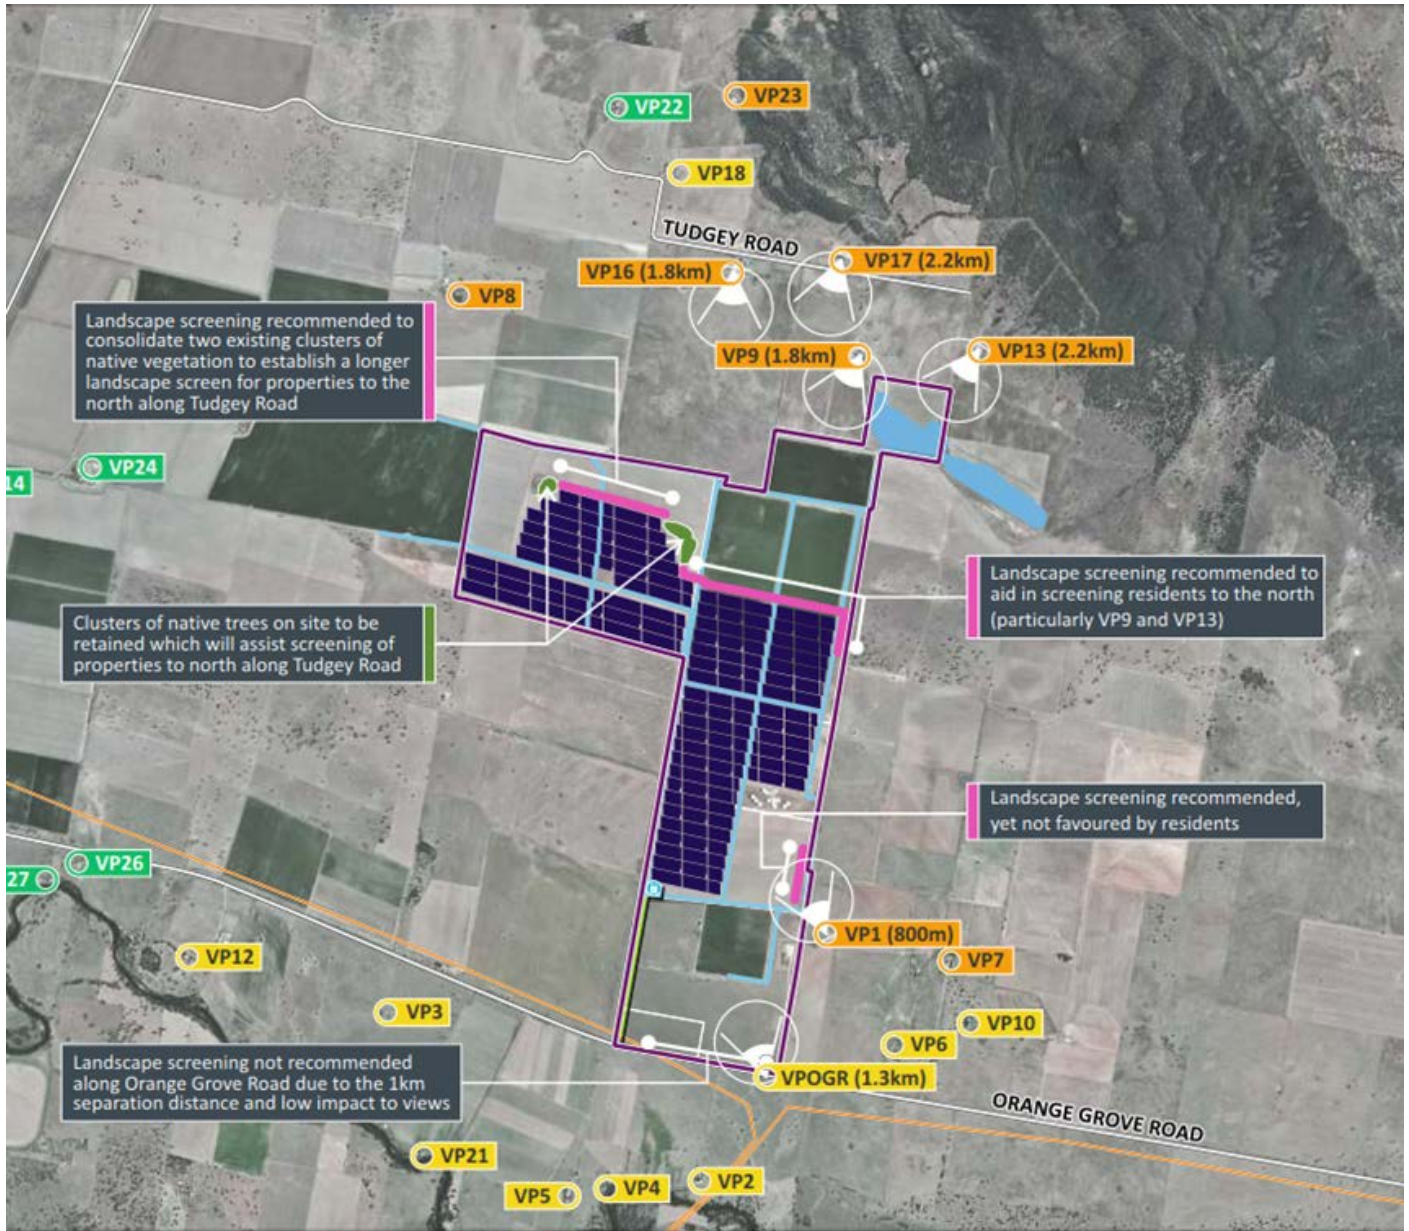 VP22
VP23
VP18
TUDGEY ROAD
VP16 (1.8km)
VP17 (2.2km)
VP8
Landscape screening recommended to
consolidate two existing clusters of
native vegetation to establish a longer
landscape screen for properties to the
north along Tudgey Road
VP9 (1.8km)
VP13 (2.2km)
VP24
14
Landscape screening recommended to
aid in screening residents to the north
(particularly VP9 and VP13)
Clusters of native trees on site to be
retained which will assist screening of
properties to north along Tudgey Road
Landscape screening recommended,
yet not favoured by residents
VP26
27
VP1 (800m)
VP12
VP7
VP3
VP10
VP6
Landscape screening not recommended
along Orange Grove Road due to the 1km
separation distance and low impact to views
VPOGR (1.3km)
ORANGE GROVE ROAD
VP21
VP5
VP4
VP2